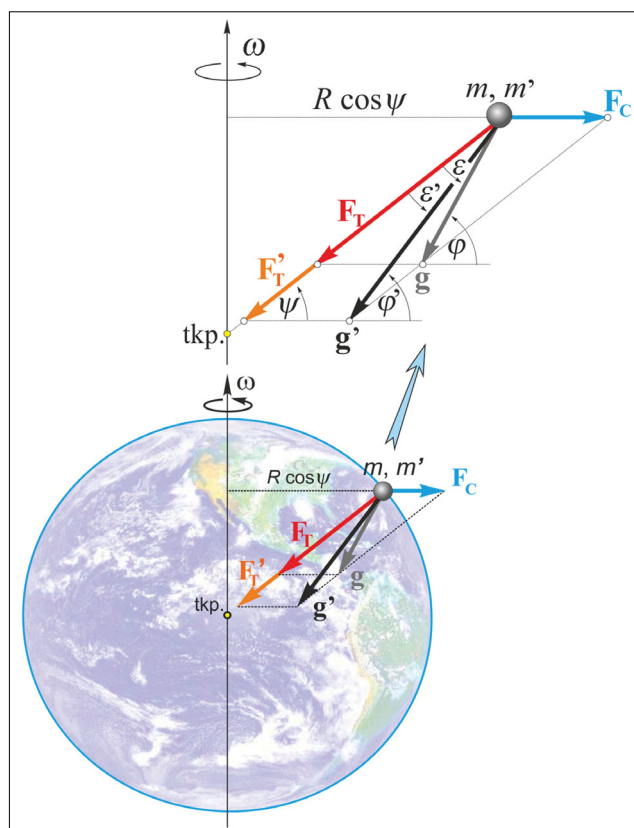 ω
m, m'
R cos ψ
F_C
ε
ε'
F_T
φ
F_T'
g
ψ
φ'
tkp.
g'
ω
m, m'
R cos ψ
F_C
F_T
F_T'
g
tkp.
g'